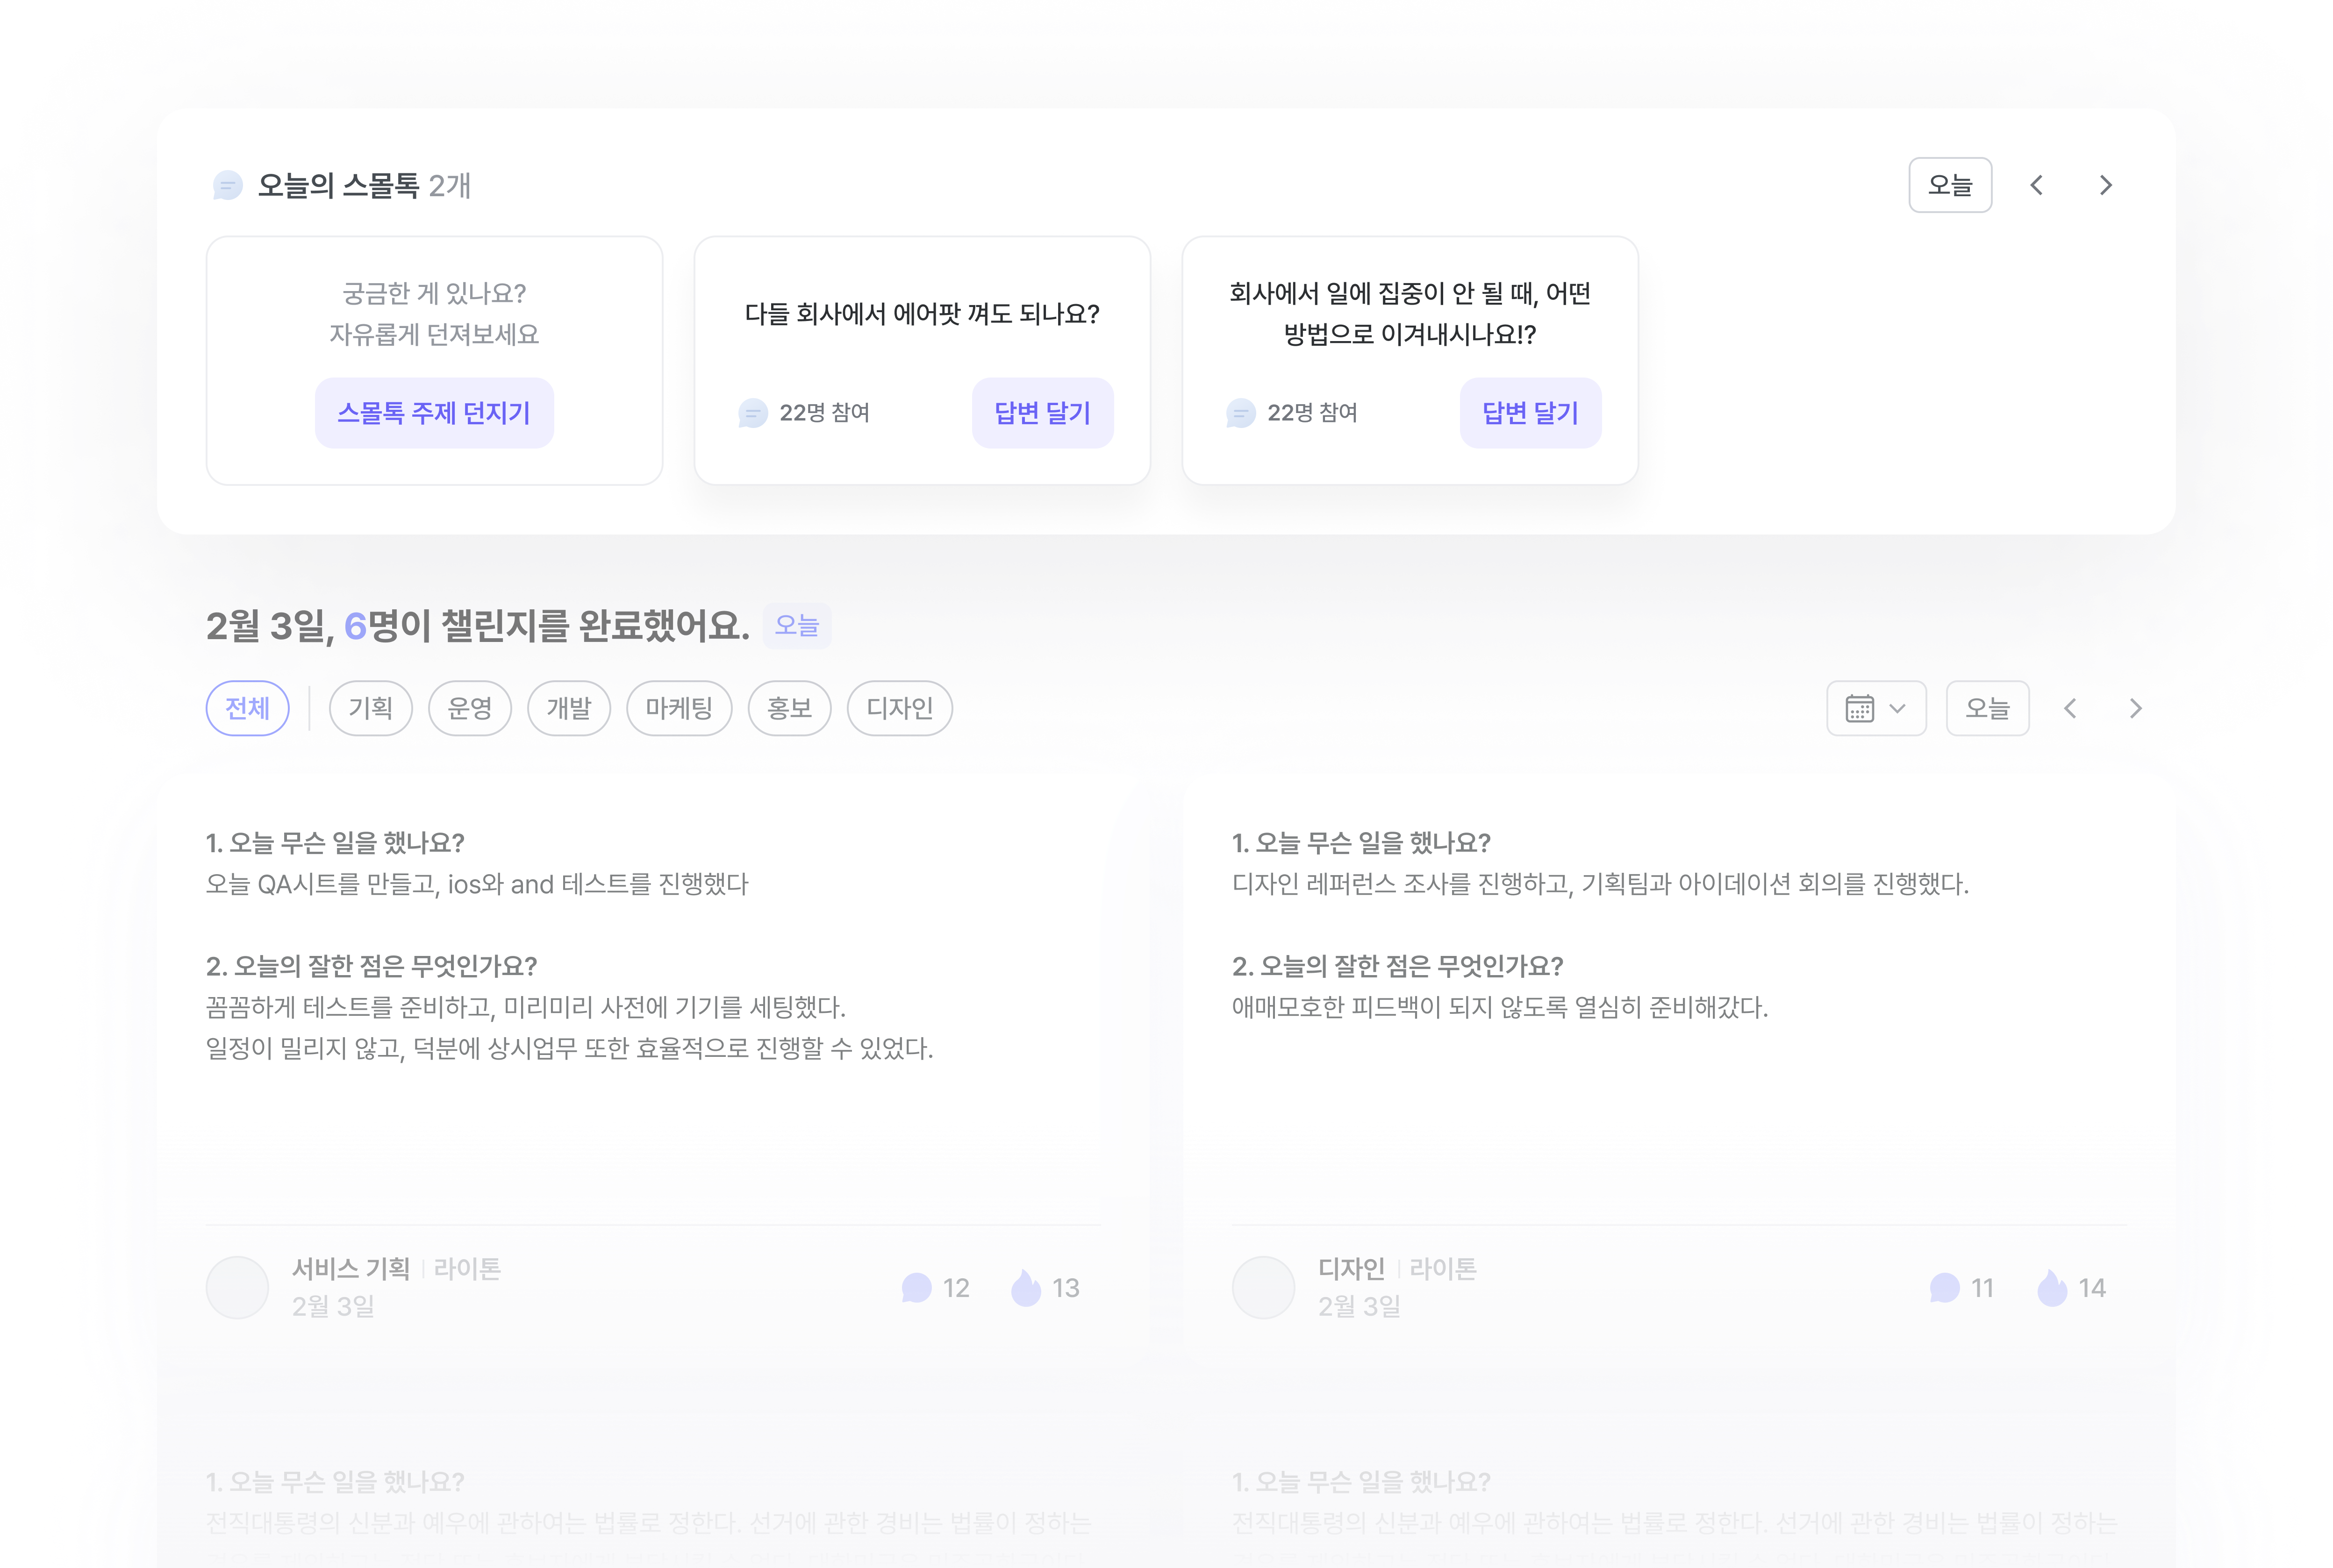 오늘의 스몰톡 2개
오늘
궁금한 게 있나요?
자유롭게 던져보세요
스몰톡 주제 던지기
다들 회사에서 에어팟 껴도 되나요?
22명 참여
답변 달기
회사에서 일에 집중이 안 될 때, 어떤
방법으로 이겨내시나요!?
22명 참여
답변 달기
2월 3일, 6명이 챌린지를 완료했어요. 오늘
전체 기획 운영 개발 마케팅 홍보 디자인
오늘
1. 오늘 무슨 일을 했나요?
오늘 QA시트를 만들고, ios와 and 테스트를 진행했다
2. 오늘의 잘한 점은 무엇인가요?
꼼꼼하게 테스트를 준비하고, 미리미리 사전에 기기를 세팅했다.
일정이 밀리지 않고, 덕분에 상시업무 또한 효율적으로 진행할 수 있었다.
서비스 기획 라이톤
2월 3일
12 13
1. 오늘 무슨 일을 했나요?
디자인 레퍼런스 조사를 진행하고, 기획팀과 아이데이션 회의를 진행했다.
2. 오늘의 잘한 점은 무엇인가요?
애매모호한 피드백이 되지 않도록 열심히 준비해갔다.
디자인 라이톤
2월 3일
11 14
1. 오늘 무슨 일을 했나요?
전직대통령의 신분과 예우에 관하여는 법률로 정한다. 선거에 관한 경비는 법률이 정하는
1. 오늘 무슨 일을 했나요?
전직대통령의 신분과 예우에 관하여는 법률로 정한다. 선거에 관한 경비는 법률이 정하는